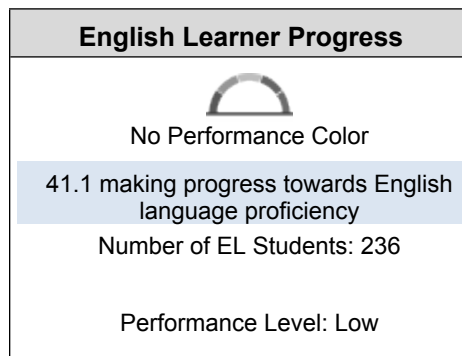 English Learner Progress
No Performance Color
41.1 making progress towards English
language proficiency
Number of EL Students: 236
Performance Level: Low